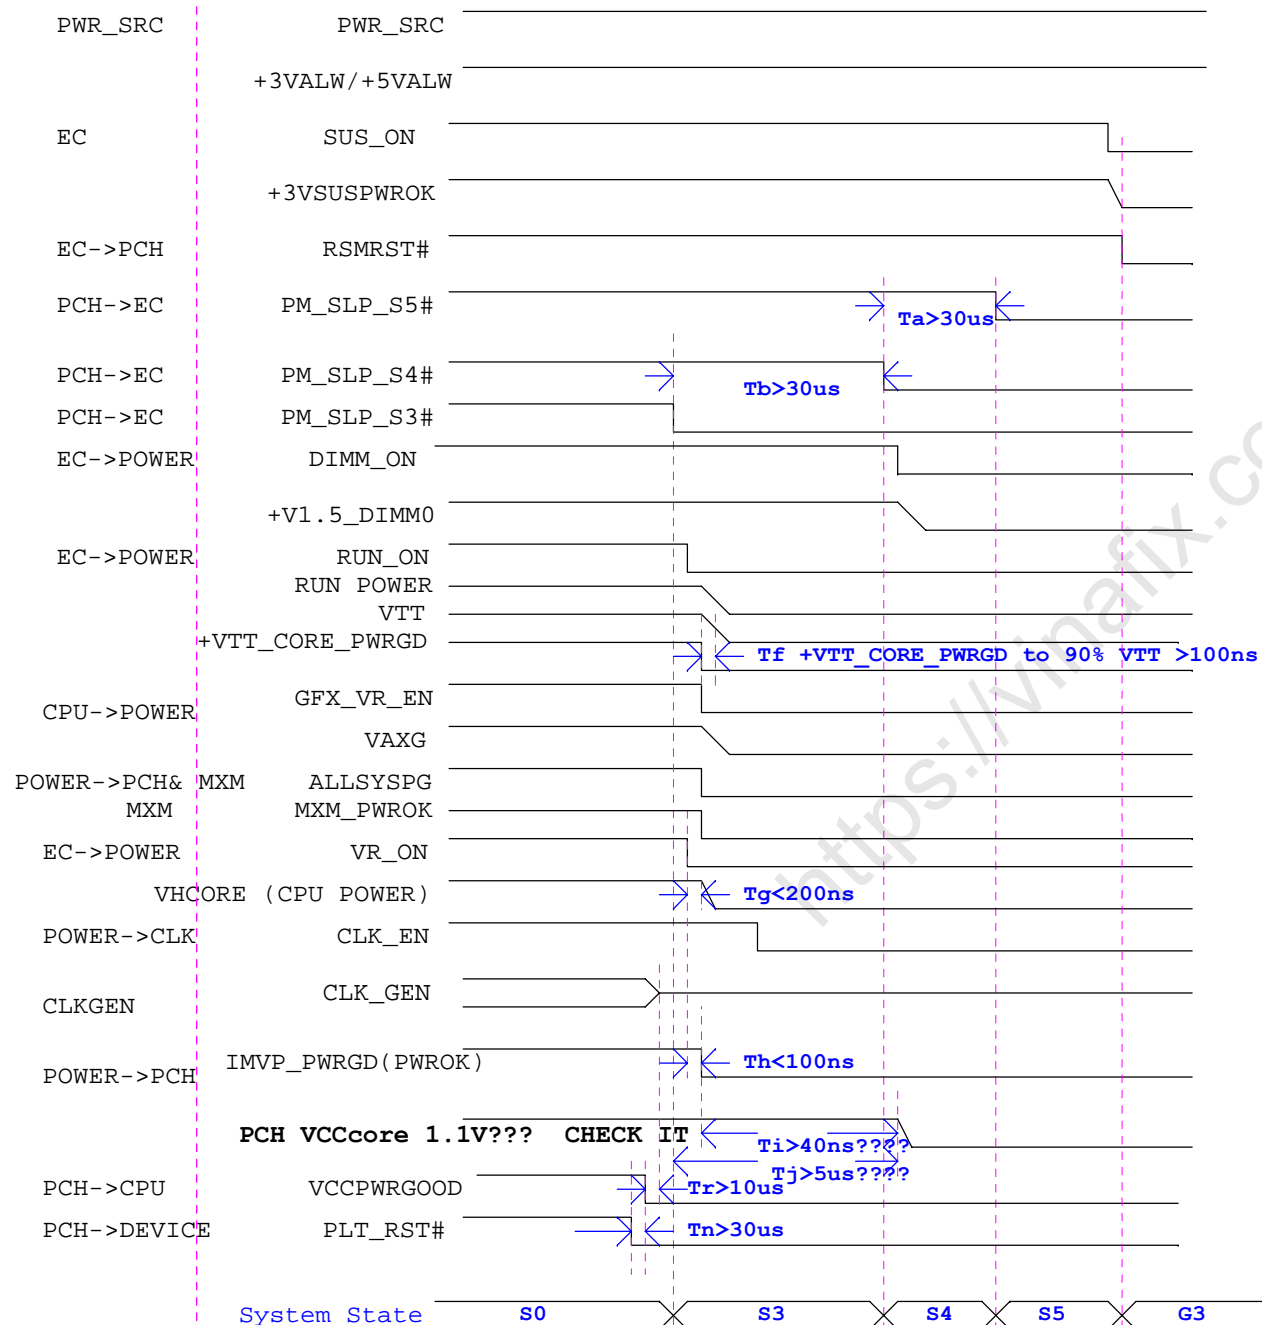 PWR_SRC PWR_SRC
+3VALW/+5VALW
EC SUS_ON
+3VSUSPWROK
EC->PCH RSMRST#
PCH->EC PM_SLP_S5#
Ta>30us
PCH->EC PM_SLP_S4#
Tb>30us
PCH->EC PM_SLP_S3#
EC->POWER DIMM_ON
+V1.5_DIMM0
EC->POWER RUN_ON
RUN POWER
VTT
+VTT_CORE_PWRGD
Tf +VTT_CORE_PWRGD to 90% VTT >100ns
CPU->POWER GFX_VR_EN
VAXG
POWER->PCH& MXM ALLSYSPG
MXM MXM_PWROK
EC->POWER VR_ON
VHCORE (CPU POWER) Tg<200ns
POWER->CLK CLK_EN
CLKGEN CLK_GEN
POWER->PCH IMVP_PWRGD(PWROK) Th<100ns
PCH VCCcore 1.1V??? CHECK IT
Ti>40ns????
Tj>5us????
PCH->CPU VCCPWRGOOD Tr>10us
PCH->DEVICE PLT_RST# Tn>30us
System State S0 S3 S4 S5 G3
https://vinafix.co